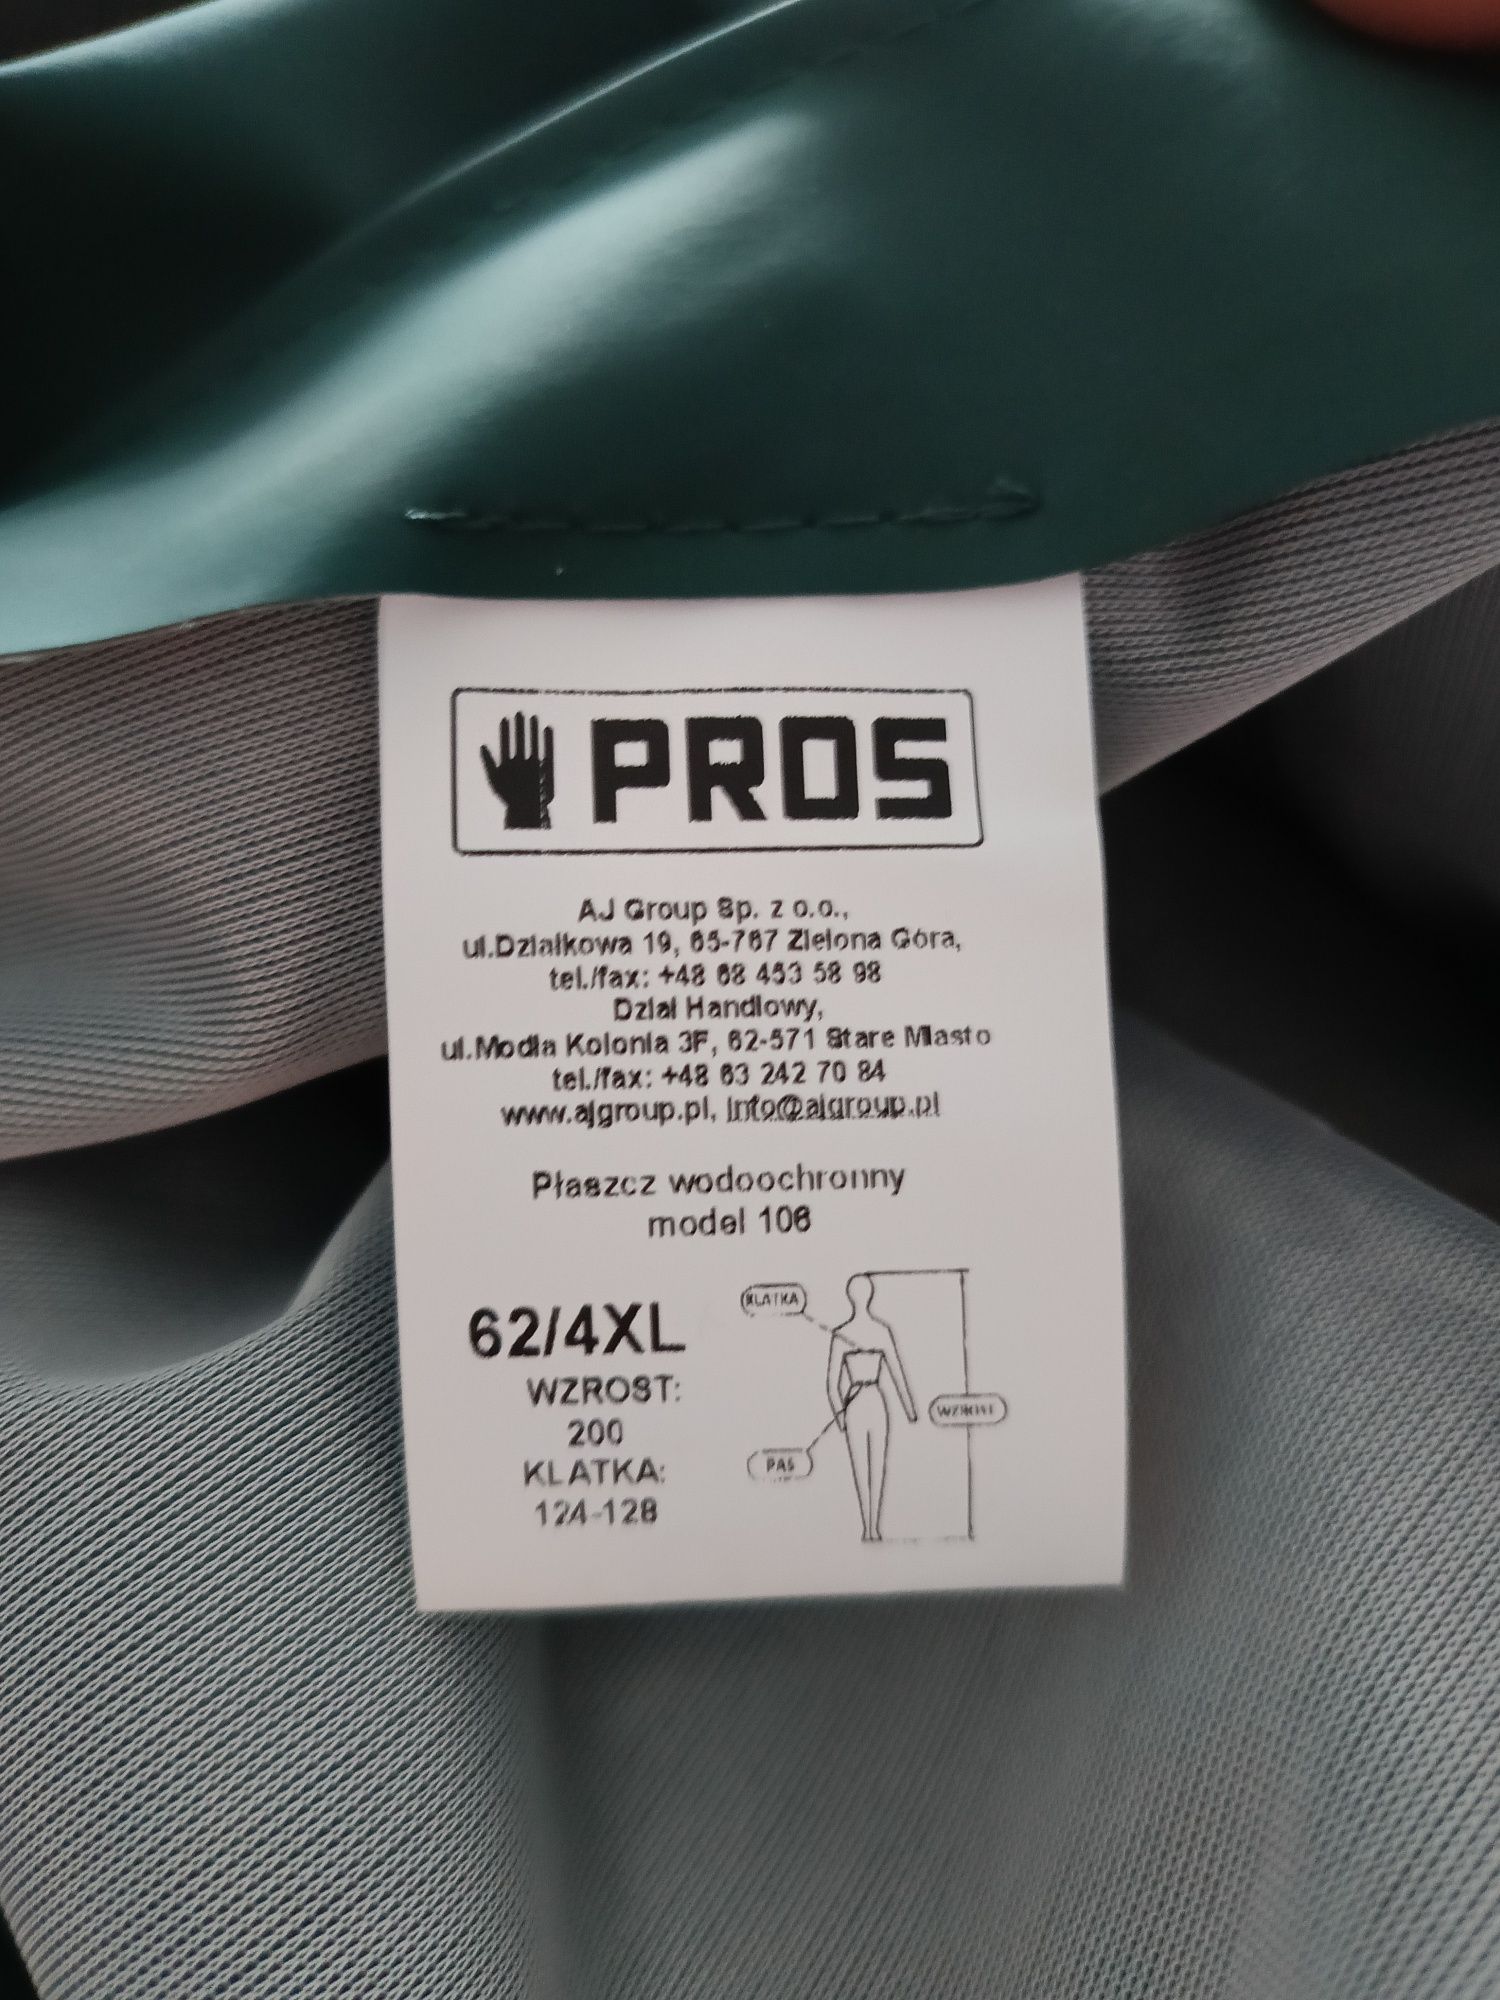 PROS
AJ Group Sp. z o.o.,
ul.Działkowa 19, 65-767 Zielona Góra,
tel./fax: +48 68 453 58 98
Dział Handlowy,
ul.Modła Kolonia 3F, 62-571 Stare Miasto
tel./fax: +48 63 242 70 84
www.ajgroup.pl, info@ajgroup.pl
Płaszcz wodoochronny
model 106
62/4XL
WZROST:
200
KLATKA:
124-128
KLATKA
WZROST
PAS